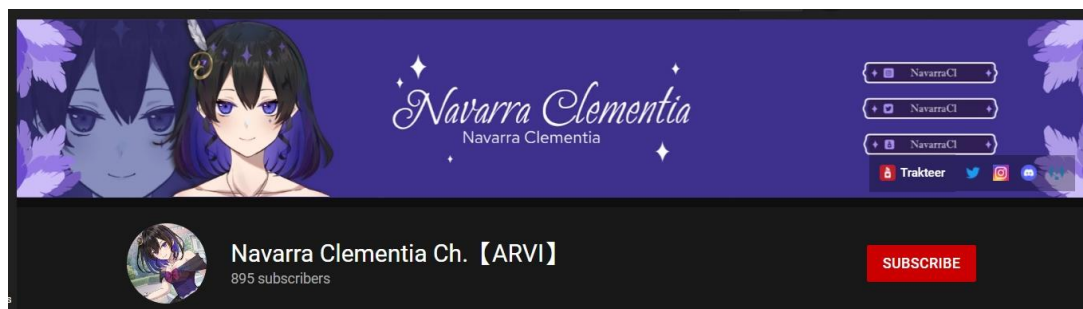 Navarra Clementia
Navarra Clementia
NavarraCl
NavarraCl
NavarraCl
Trakteer
Navarra Clementia Ch.【ARVI】
895 subscribers
SUBSCRIBE
s